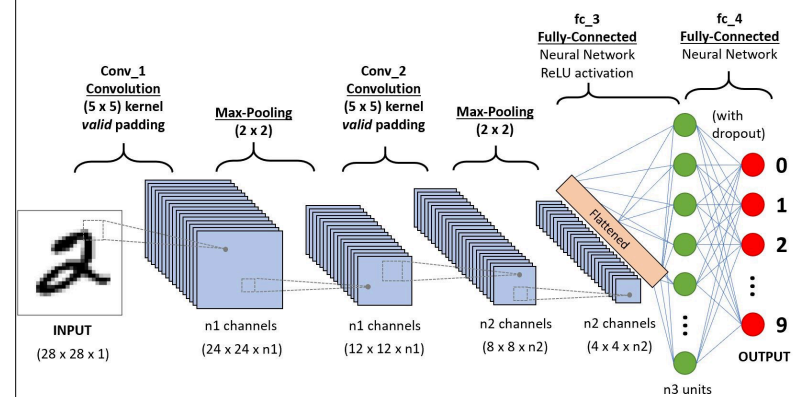 fc_3
Fully-Connected
Neural Network
ReLU activation
fc_4
Fully-Connected
Neural Network
Conv_1
Convolution
(5 x 5) kernel
valid padding
Max-Pooling
(2 x 2)
Conv_2
Convolution
(5 x 5) kernel
valid padding
Max-Pooling
(2 x 2)
(with
dropout)
Flattened
0
1
2
9
OUTPUT
2
INPUT
(28 x 28 x 1)
n1 channels
(24 x 24 x n1)
n1 channels
(12 x 12 x n1)
n2 channels
(8 x 8 x n2)
n2 channels
(4 x 4 x n2)
n3 units